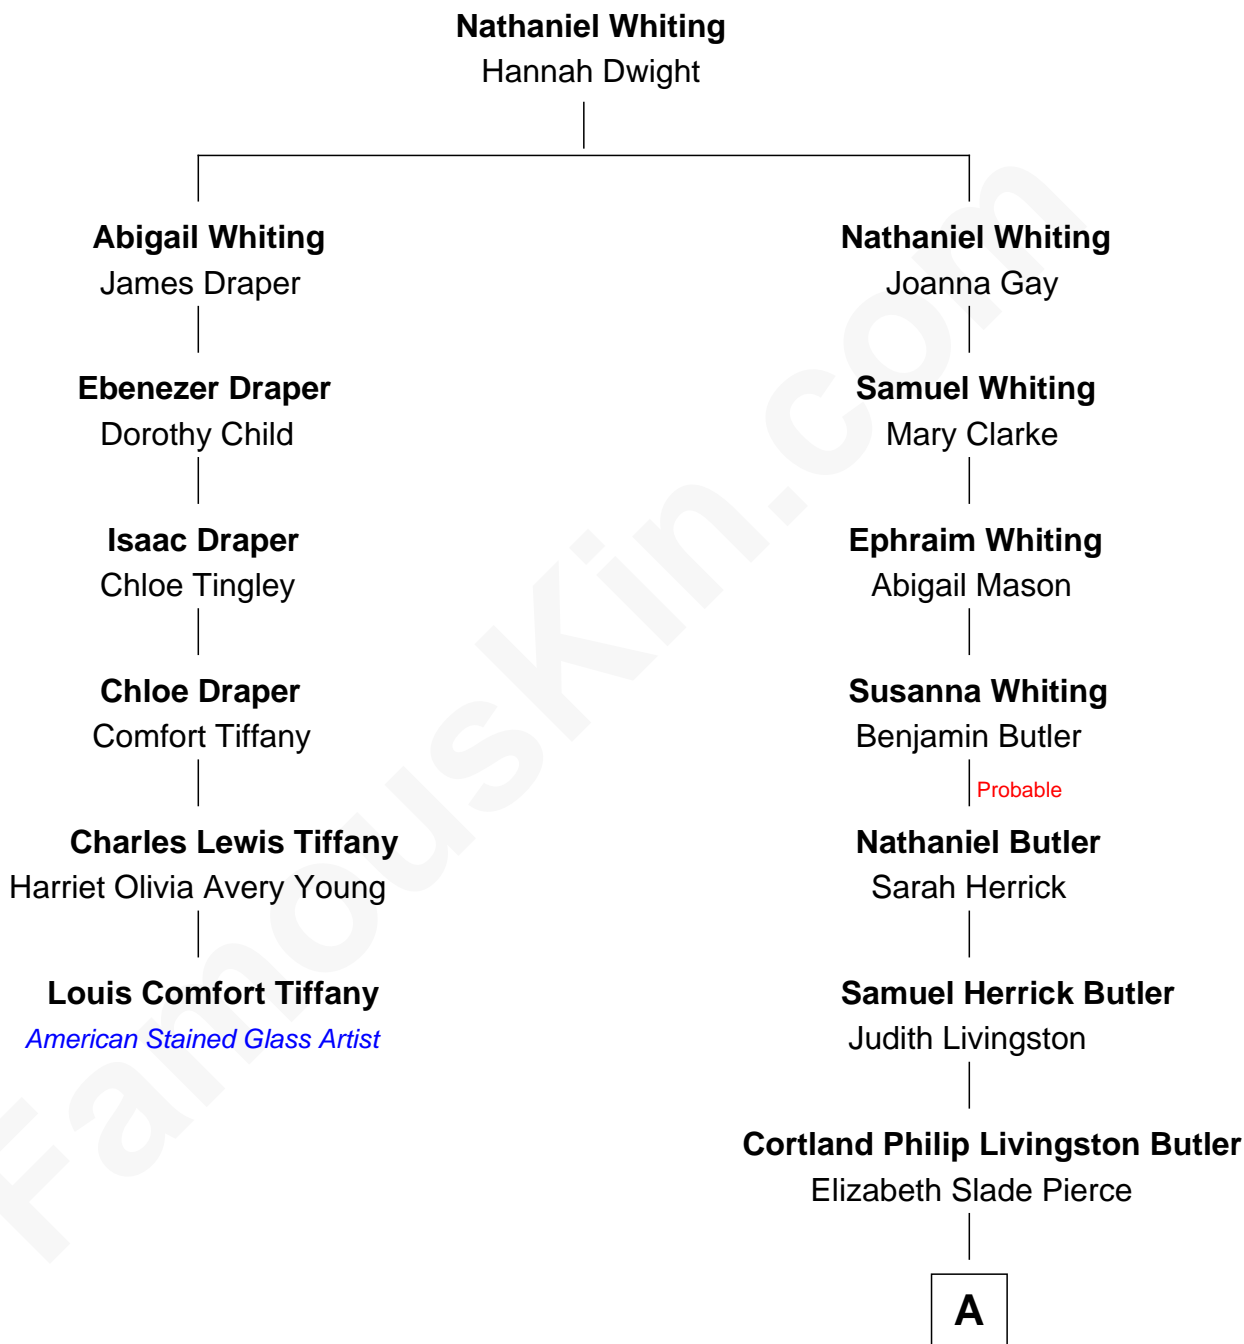 Nathaniel Whiting
Hannah Dwight
Abigail Whiting
James Draper
Ebenezer Draper
Dorothy Child
Isaac Draper
Chloe Tingley
Chloe Draper
Comfort Tiffany
Charles Lewis Tiffany
Harriet Olivia Avery Young
Louis Comfort Tiffany
American Stained Glass Artist
Nathaniel Whiting
Joanna Gay
Samuel Whiting
Mary Clarke
Ephraim Whiting
Abigail Mason
Susanna Whiting
Benjamin Butler
Probable
Nathaniel Butler
Sarah Herrick
Samuel Herrick Butler
Judith Livingston
Cortland Philip Livingston Butler
Elizabeth Slade Pierce
A
FamousKin.com